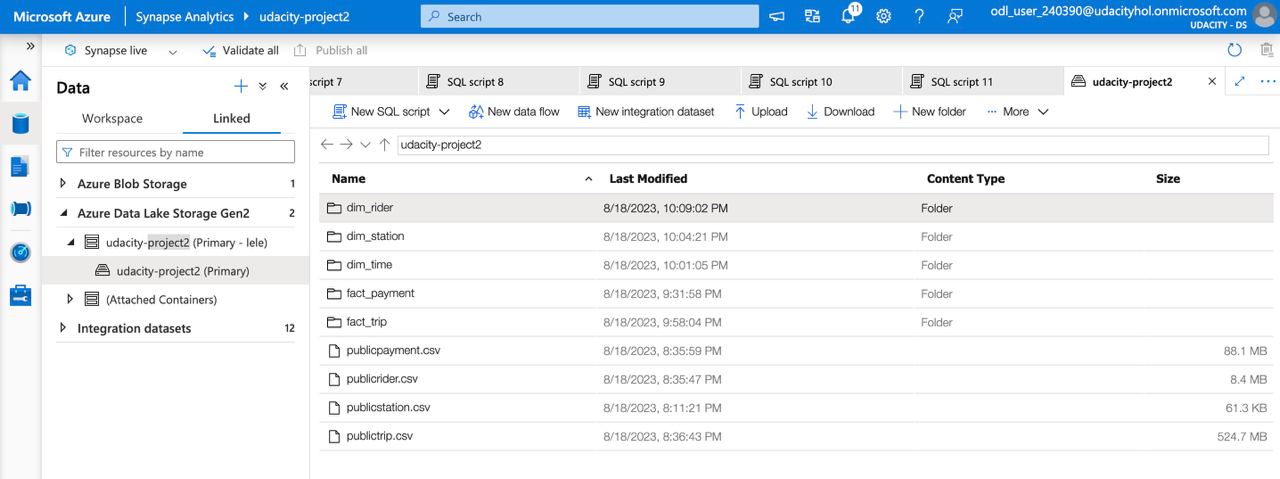 Microsoft Azure Synapse Analytics udacity-project2 Search 11 odl_user_240390@udacityhol.onmicrosoft.com
UDACITY - DS
Synapse live Validate all Publish all
Data
Workspace Linked
Filter resources by name
Azure Blob Storage 1
Azure Data Lake Storage Gen2 2
udacity-project2 (Primary - lele)
udacity-project2 (Primary)
(Attached Containers)
Integration datasets 12
script 7 SQL script 8 SQL script 9 SQL script 10 SQL script 11 udacity-project2
New SQL script New data flow New integration dataset Upload Download New folder More
udacity-project2
Name Last Modified Content Type Size
dim_rider 8/18/2023, 10:09:02 PM Folder
dim_station 8/18/2023, 10:04:21 PM Folder
dim_time 8/18/2023, 10:01:05 PM Folder
fact_payment 8/18/2023, 9:31:58 PM Folder
fact_trip 8/18/2023, 9:58:04 PM Folder
publicpayment.csv 8/18/2023, 8:35:59 PM 88.1 MB
publicrider.csv 8/18/2023, 8:35:47 PM 8.4 MB
publicstation.csv 8/18/2023, 8:11:21 PM 61.3 KB
publictrip.csv 8/18/2023, 8:36:43 PM 524.7 MB